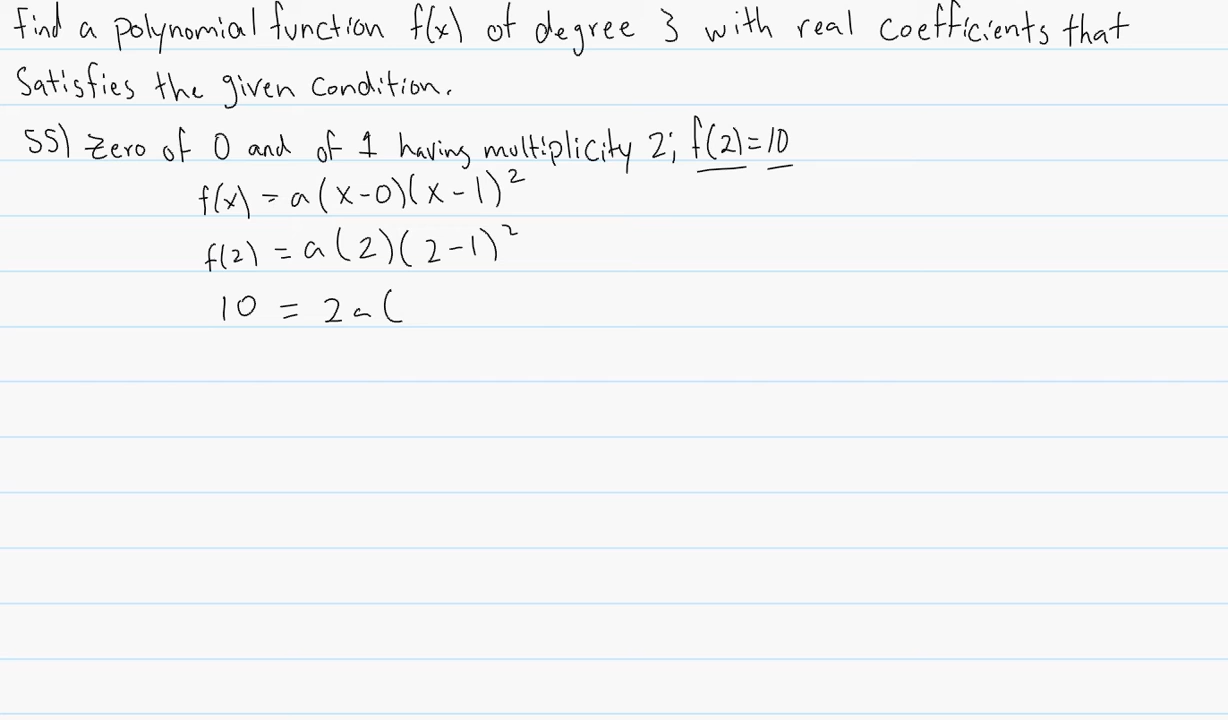 Find a polynomial function f(x) of degree 3 with real coefficients that
Satisfies the given condition.
55) Zero of 0 and of 1 having multiplicity 2; f(2)=10
f(x) = a(x-0)(x-1)²
f(2) = a(2)(2-1)²
10 = 2a(